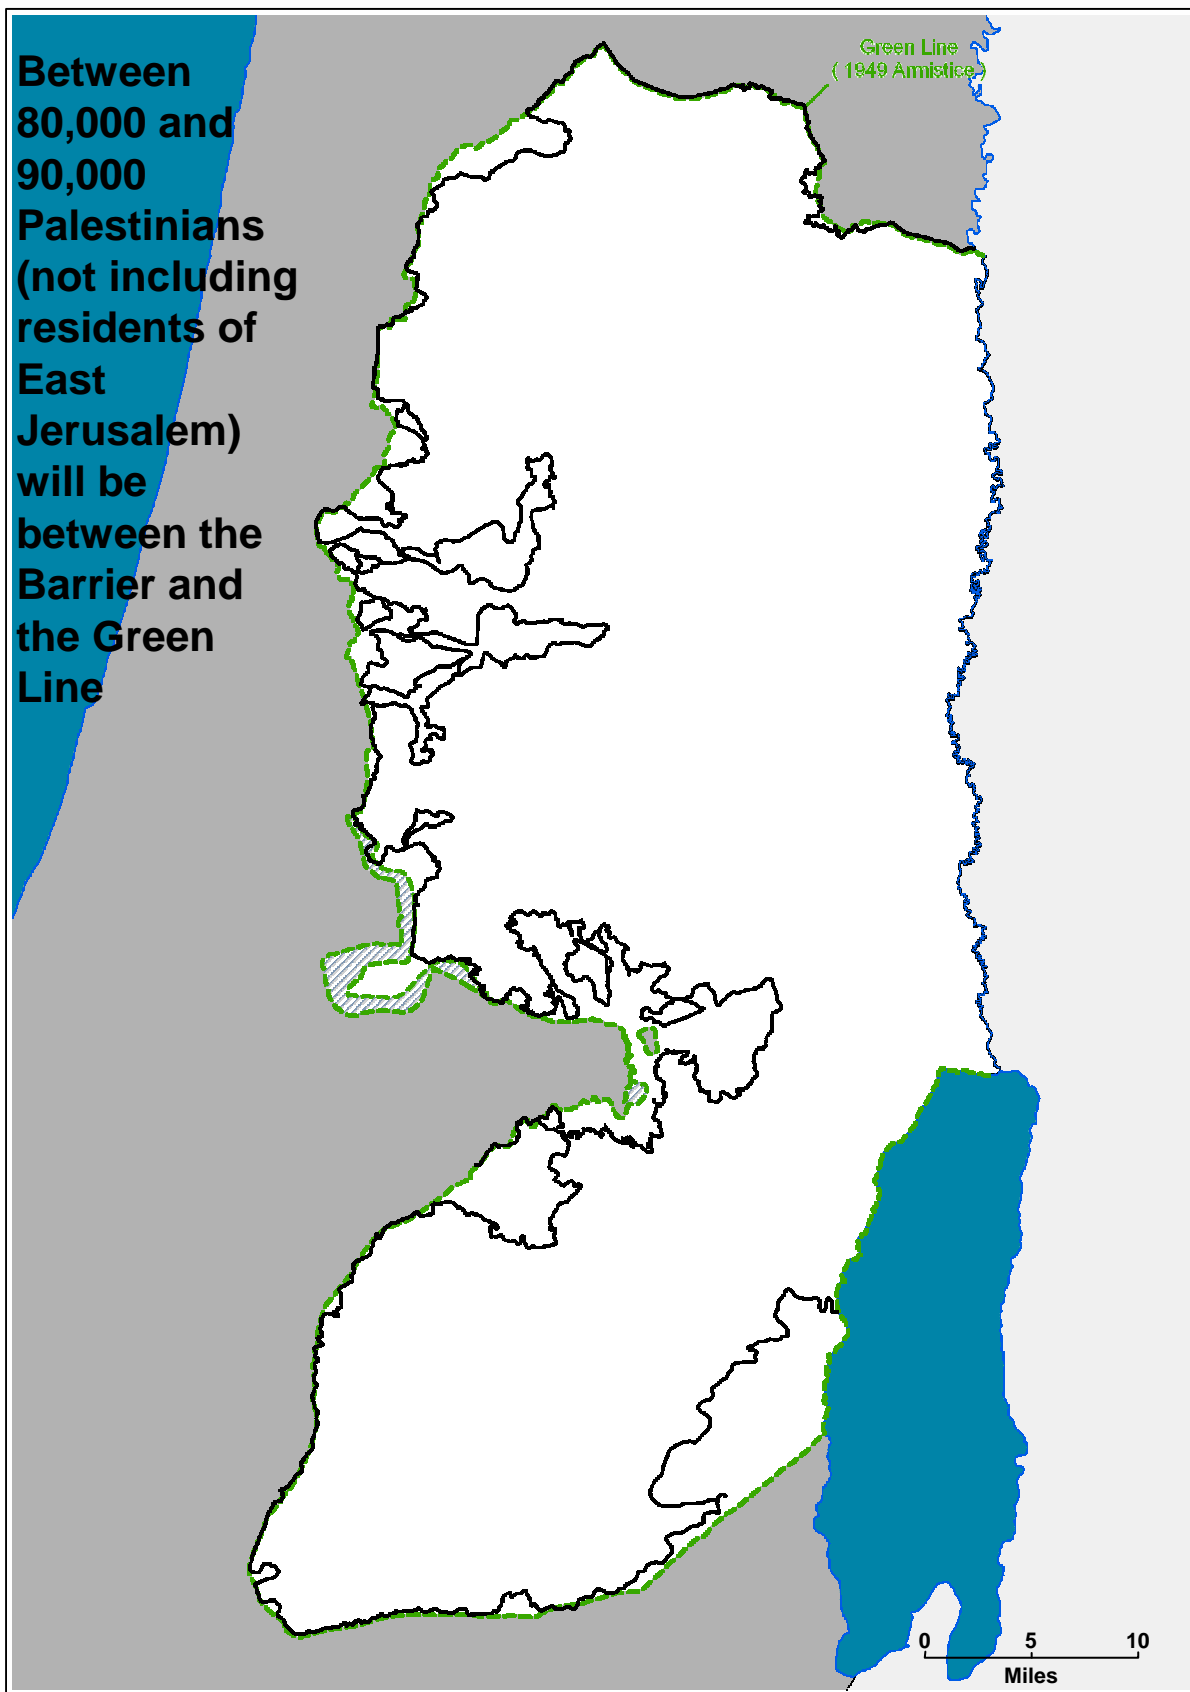 Between
80,000 and
90,000
Palestinians
(not including
residents of
East
Jerusalem)
will be
between the
Barrier and
the Green
Line
Green Line
( 1949 Armistice )
0 5 10
Miles